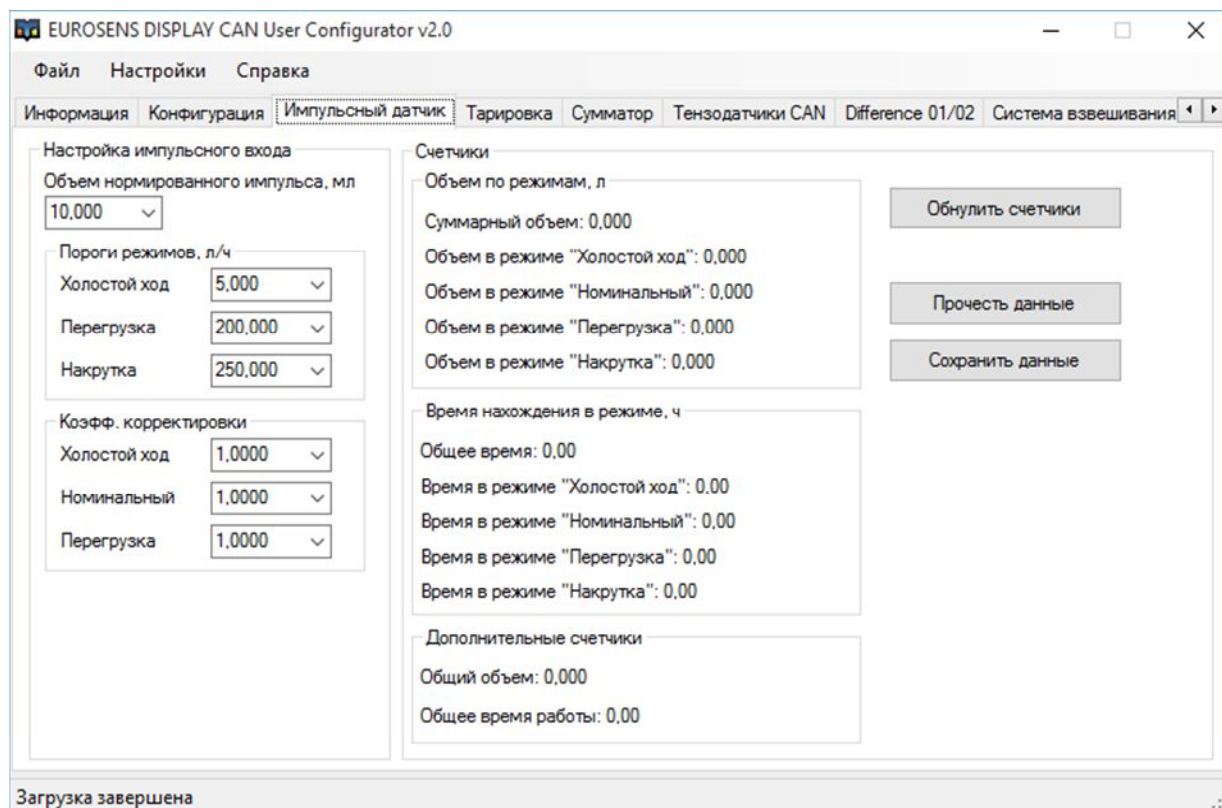 EUROSENS DISPLAY CAN User Configurator v2.0
Файл Настройки Справка
Информация Конфигурация Импульсный датчик Тарировка Сумматор Тензодатчики CAN Difference 01/02 Система взвешивания
Настройка импульсного входа
Объем нормированного импульса, мл
10,000
Пороги режимов, л/ч
Холостой ход 5,000
Перегрузка 200,000
Накрутка 250,000
Коэфф. корректировки
Холостой ход 1,0000
Номинальный 1,0000
Перегрузка 1,0000
Счетчики
Объем по режимам, л
Суммарный объем: 0,000
Объем в режиме "Холостой ход": 0,000
Объем в режиме "Номинальный": 0,000
Объем в режиме "Перегрузка": 0,000
Объем в режиме "Накрутка": 0,000
Время нахождения в режиме, ч
Общее время: 0,00
Время в режиме "Холостой ход": 0.00
Время в режиме "Номинальный": 0,00
Время в режиме "Перегрузка": 0,00
Время в режиме "Накрутка": 0,00
Дополнительные счетчики
Общий объем: 0,000
Общее время работы: 0,00
Обнулить счетчики
Прочесть данные
Сохранить данные
Загрузка завершена